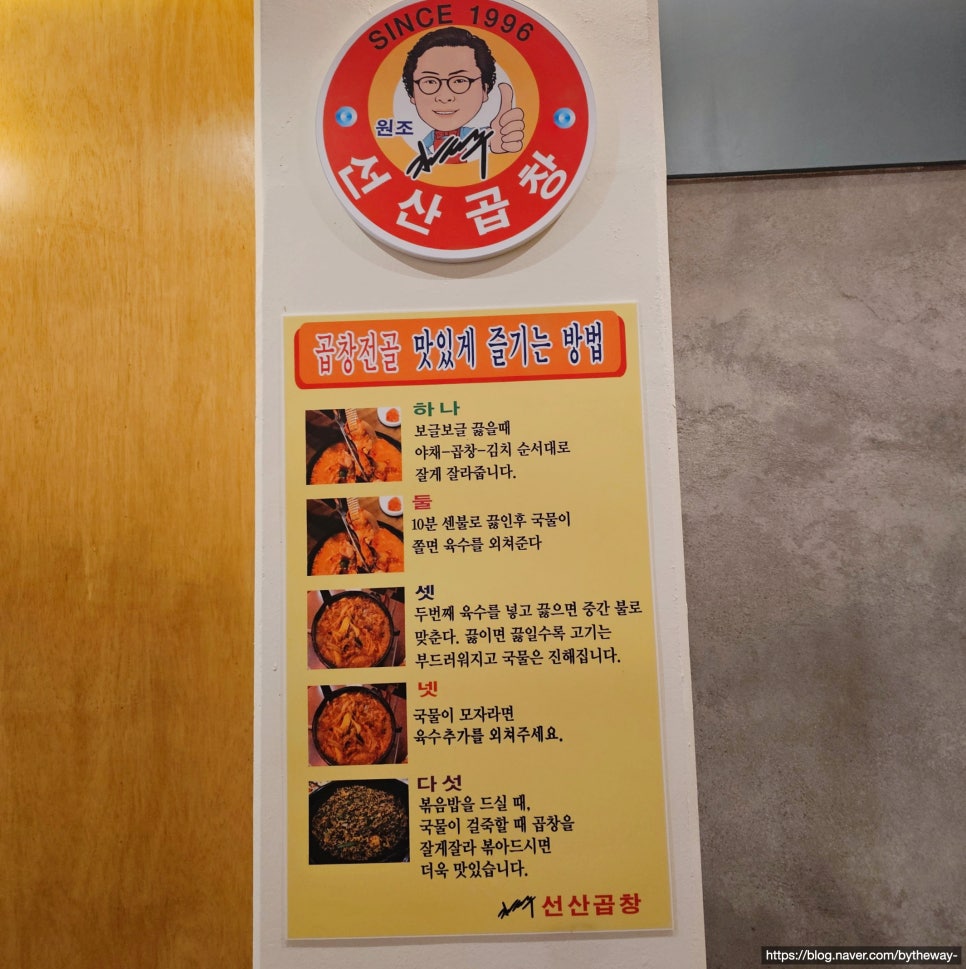 SINCE 1996
원조
선산곱창
곱창전골 맛있게 즐기는 방법
하나
보글보글 끓을때
야채-곱창-김치 순서대로
잘게 잘라줍니다.
둘
10분 센불로 끓인후 국물이
쫄면 육수를 외쳐준다
셋
두번째 육수를 넣고 끓으면 중간 불로
맞춘다. 끓이면 끓일수록 고기는
부드러워지고 국물은 진해집니다.
넷
국물이 모자라면
육수추가를 외쳐주세요.
다섯
볶음밥을 드실 때,
국물이 걸죽할 때 곱창을
잘게잘라 볶아드시면
더욱 맛있습니다.
선산곱창
https://blog.naver.com/bytheway-